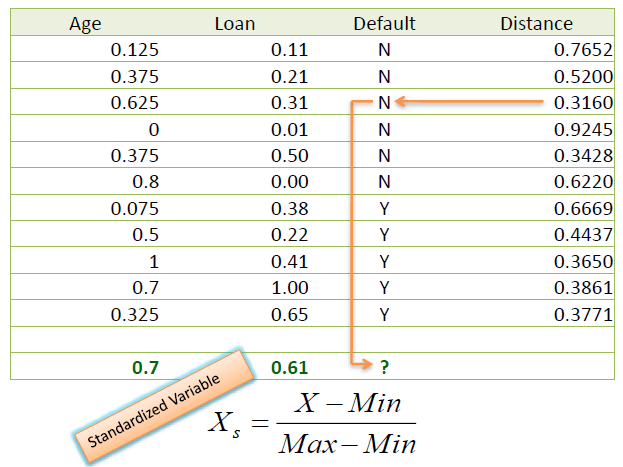 Age Loan Default Distance
0.125 0.11 N 0.7652
0.375 0.21 N 0.5200
0.625 0.31 N 0.3160
0 0.01 N 0.9245
0.375 0.50 N 0.3428
0.8 0.00 N 0.6220
0.075 0.38 Y 0.6669
0.5 0.22 Y 0.4437
1 0.41 Y 0.3650
0.7 1.00 Y 0.3861
0.325 0.65 Y 0.3771
0.7 0.61 ?
Standardized Variable
X_s = (X − Min) / (Max − Min)